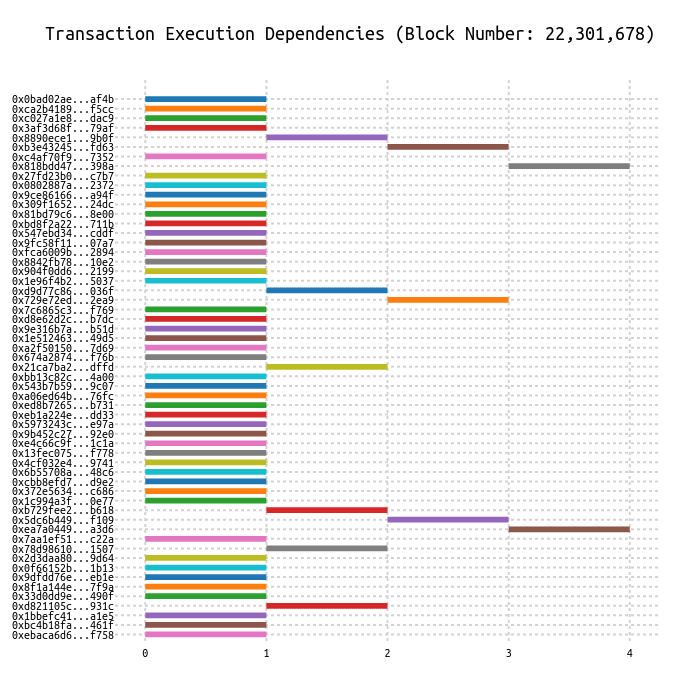 Transaction Execution Dependencies (Block Number: 22,301,678)
0x0bad02ae...af4b
0xca2b4189...f5cc
0xc027a1e8...dac9
0x3af3d68f...79af
0x8890ece1...9b0f
0xb3e43245...fd63
0xc4af70f9...7352
0x818bdd47...398a
0x27fd23b0...c7b7
0x0802887a...2372
0x9ce86166...a94f
0x309f1652...24dc
0x81bd79c6...8e00
0xbd8f2a22...711b
0x547ebd34...cddf
0x9fc58f11...07a7
0xfca6009b...2894
0x8842fb78...10e2
0x904f0dd6...2199
0x1e96f4b2...5037
0xd9d77c86...036f
0x729e72ed...2ea9
0x7c6865c3...f769
0xd8e62d2c...b7dc
0x9e316b7a...b51d
0x1e512463...49d5
0xa2f50150...7d69
0x674a2874...f76b
0x21ca7ba2...dffd
0xbb13c82c...4a00
0x543b7b59...9c07
0xa06ed64b...76fc
0xed8b7265...b731
0xeb1a224e...dd33
0x5973243c...e97a
0x9b452c27...92e0
0xe4c66c9f...1c1a
0x13fec075...f778
0x4cf032e4...9741
0x6b55708a...48c6
0xcbb8efd7...d9e2
0x372e5634...c686
0x1c994a3f...0e77
0xb729fee2...b618
0x5dc6b449...f109
0xea7a0449...a3d6
0x7aa1ef51...c22a
0x78d98610...1507
0x2d3daa80...9d64
0x0f66152b...1b13
0x9dfdd76e...eb1e
0x8f1a144e...7f9a
0x33d0dd9e...490f
0xd821105c...931c
0x1bbefc41...a1e5
0xbc4b18fa...461f
0xebaca6d6...f758
0 1 2 3 4